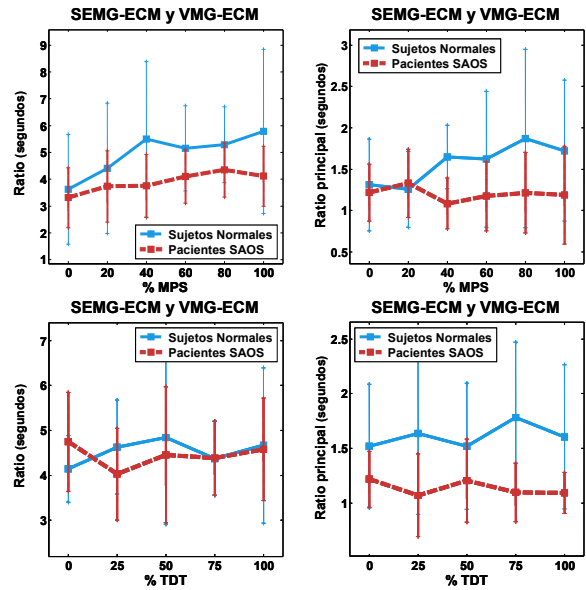 SEMG-ECM y VMG-ECM
Ratio (segundos)
9
8
7
6
5
4
3
2
1
Sujetos Normales
Pacientes SAOS
0 20 40 60 80 100
% MPS
SEMG-ECM y VMG-ECM
Ratio principal (segundos)
3
2.5
2
1.5
1
0.5
Sujetos Normales
Pacientes SAOS
0 20 40 60 80 100
% MPS
SEMG-ECM y VMG-ECM
Ratio (segundos)
7
6
5
4
3
Sujetos Normales
Pacientes SAOS
0 25 50 75 100
% TDT
SEMG-ECM y VMG-ECM
Ratio principal (segundos)
2.5
2
1.5
1
Sujetos Normales
Pacientes SAOS
0 25 50 75 100
% TDT